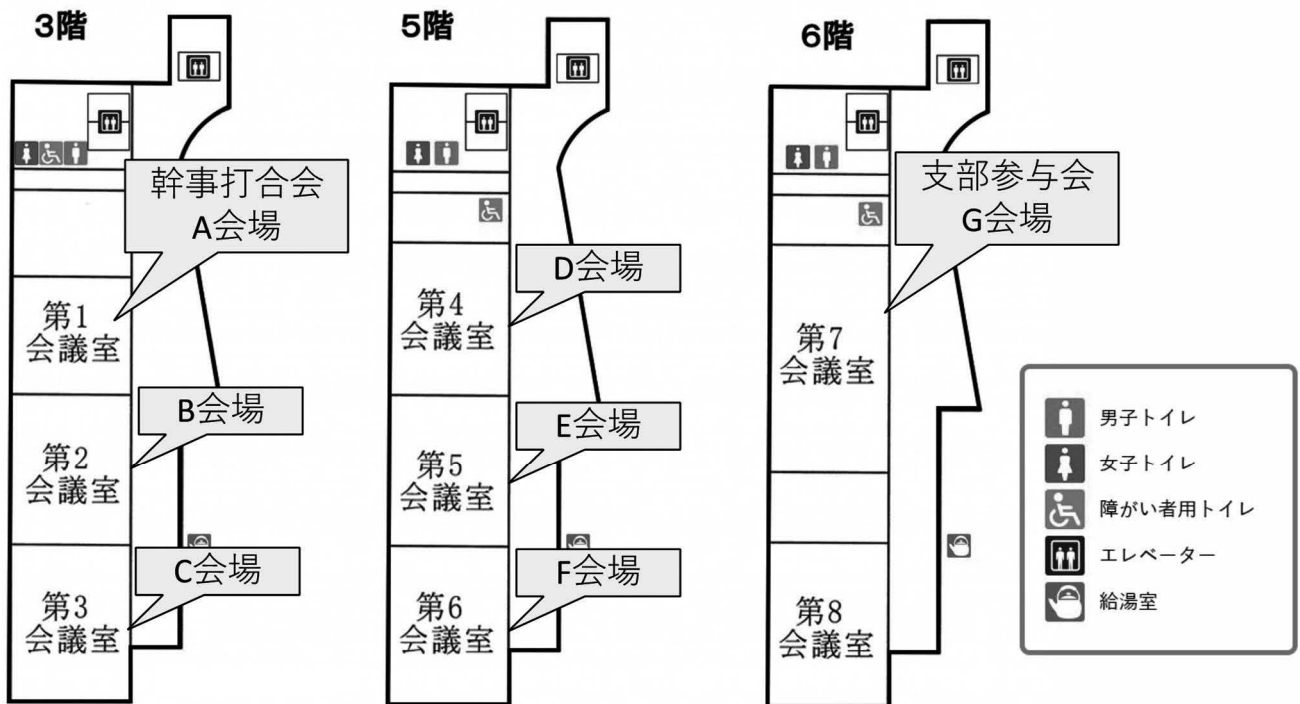 3階
幹事打合会
A会場
第1
会議室
B会場
第2
会議室
C会場
第3
会議室
5階
D会場
第4
会議室
E会場
第5
会議室
F会場
第6
会議室
6階
支部参与会
G会場
第7
会議室
第8
会議室
男子トイレ
女子トイレ
障がい者用トイレ
エレベーター
給湯室